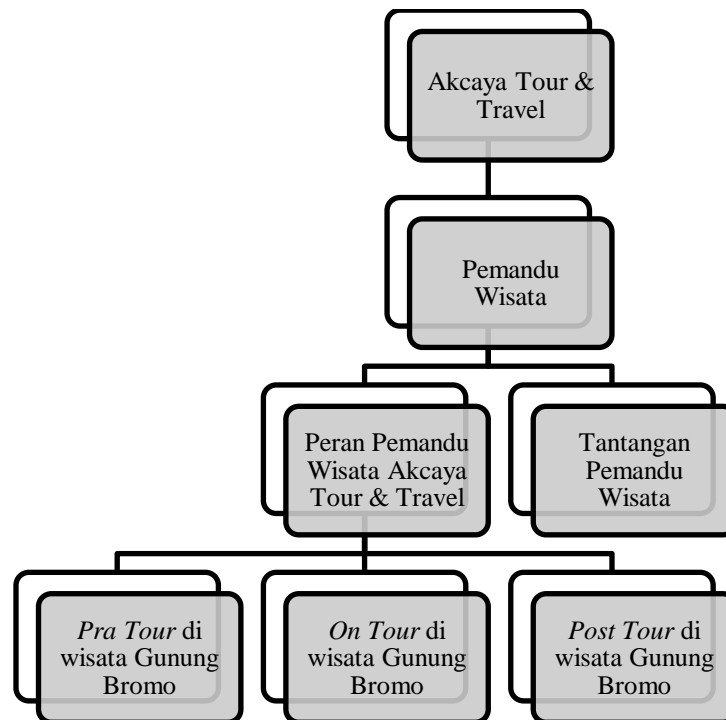 Akcaya Tour &
Travel
Pemandu
Wisata
Peran Pemandu
Wisata Akcaya
Tour & Travel
Tantangan
Pemandu
Wisata
Pra Tour di
wisata Gunung
Bromo
On Tour di
wisata Gunung
Bromo
Post Tour di
wisata Gunung
Bromo